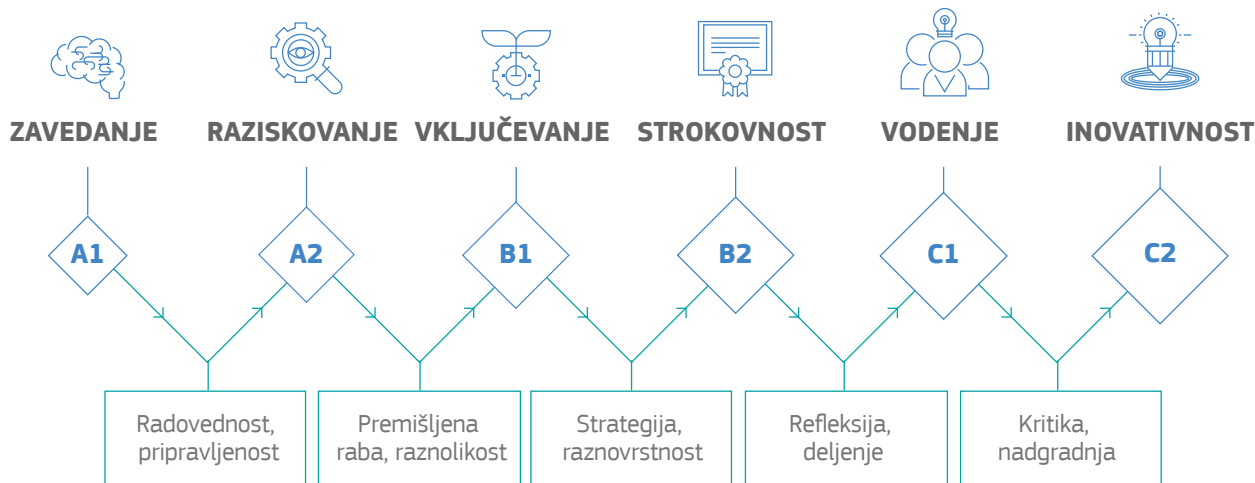 ZAVEDANJE
RAZISKOVANJE
VKLJUČEVANJE
STROKOVNOST
VODENJE
INOVATIVNOST
A1
A2
B1
B2
C1
C2
Radovednost,
pripravljenost
Premišljena
raba, raznolikost
Strategija,
raznovrstnost
Refleksija,
deljenje
Kritika,
nadgradnja